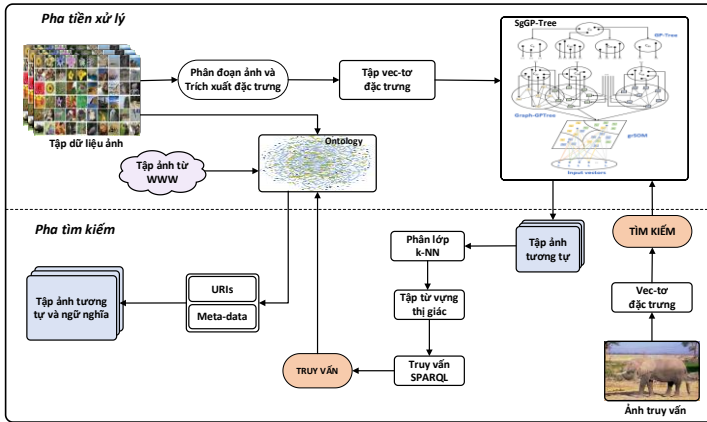 Pha tiền xử lý
SgGP-Tree
GP-Tree
Phân đoạn ảnh và
Trích xuất đặc trưng
Tập vec-tơ
đặc trưng
Tập dữ liệu ảnh
Ontology
Graph-GPTree
grSOM
Input vectors
Tập ảnh từ
WWW
Pha tìm kiếm
Phân lớp
k-NN
Tập ảnh
tương tự
TÌM KIẾM
Tập ảnh tương
tự và ngữ nghĩa
URIs
Meta-data
Tập từ vựng
thị giác
Vec-tơ
đặc trưng
TRUY VẤN
Truy vấn
SPARQL
Ảnh truy vấn